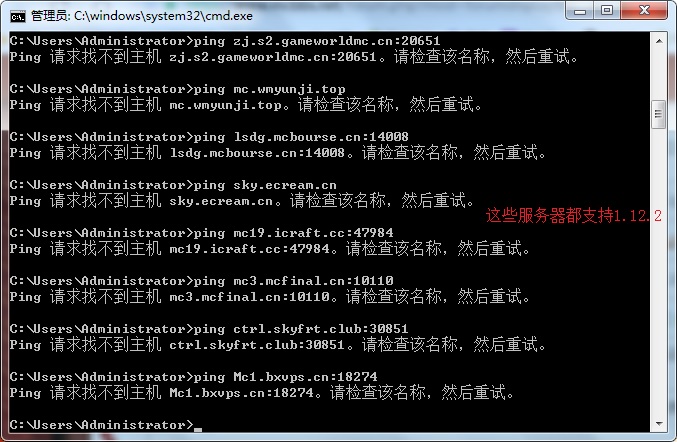 管理员: C:\windows\system32\cmd.exe
C:\Users\Administrator>ping zj.s2.gameworldmc.cn:20651
Ping 请求找不到主机 zj.s2.gameworldmc.cn:20651。请检查该名称，然后重试。
C:\Users\Administrator>ping mc.wmyunji.top
Ping 请求找不到主机 mc.wmyunji.top。请检查该名称，然后重试。
C:\Users\Administrator>ping lsdg.mcbourse.cn:14008
Ping 请求找不到主机 lsdg.mcbourse.cn:14008。请检查该名称，然后重试。
C:\Users\Administrator>ping sky.ecream.cn
Ping 请求找不到主机 sky.ecream.cn。请检查该名称，然后重试。
这些服务器都支持1.12.2
C:\Users\Administrator>ping mc19.icraft.cc:47984
Ping 请求找不到主机 mc19.icraft.cc:47984。请检查该名称，然后重试。
C:\Users\Administrator>ping mc3.mcfinal.cn:10110
Ping 请求找不到主机 mc3.mcfinal.cn:10110。请检查该名称，然后重试。
C:\Users\Administrator>ping ctrl.skyfrt.club:30851
Ping 请求找不到主机 ctrl.skyfrt.club:30851。请检查该名称，然后重试。
C:\Users\Administrator>ping Mc1.bxvps.cn:18274
Ping 请求找不到主机 Mc1.bxvps.cn:18274。请检查该名称，然后重试。
C:\Users\Administrator>